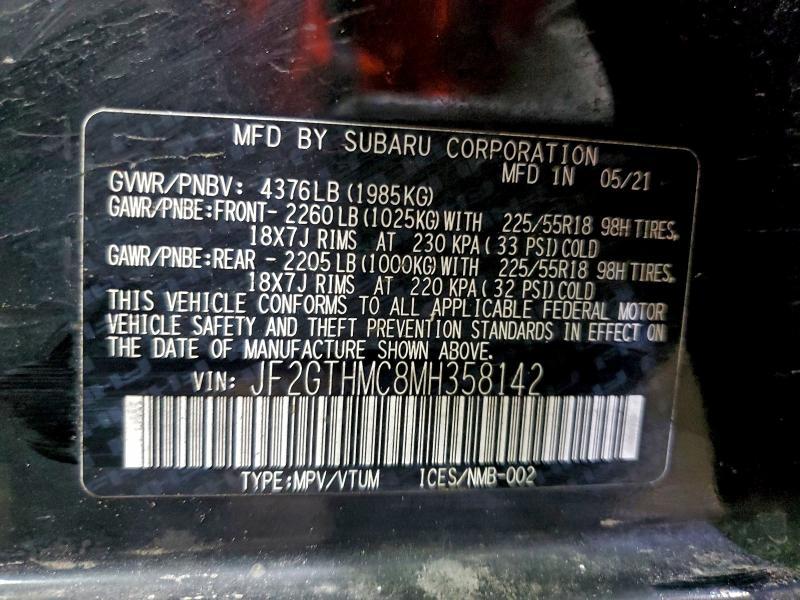 MFD BY SUBARU CORPORATION
MFD IN 05/21
GVWR/PNBV: 4376LB (1985KG)
GAWR/PNBE:FRONT- 2260LB (1025KG) WITH 225/55R18 98H TIRES,
18X7J RIMS AT 230 KPA ( 33 PSI) COLD
GAWR/PNBE:REAR - 2205LB (1000KG) WITH 225/55R18 98H TIRES,
18X7J RIMS AT 220 KPA ( 32 PSI) COLD
THIS VEHICLE CONFORMS TO ALL APPLICABLE FEDERAL MOTOR
VEHICLE SAFETY AND THEFT PREVENTION STANDARDS IN EFFECT ON
THE DATE OF MANUFACTURE SHOWN ABOVE.
VIN: JF2GTHMC8MH358142
TYPE:MPV/VTUM ICES/NMB-002